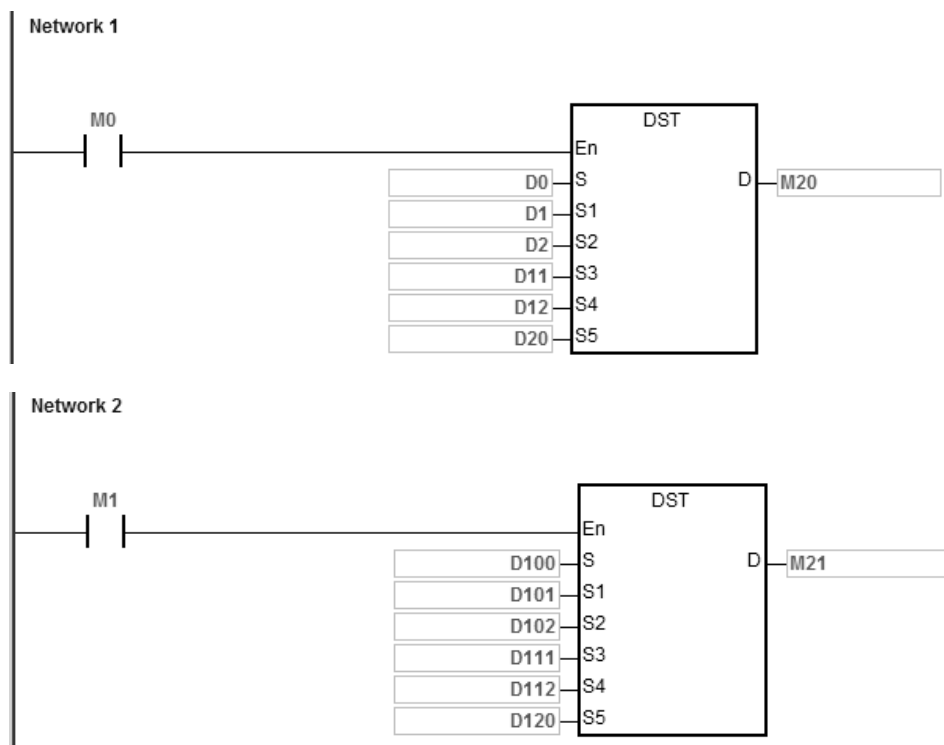 Network 1
M0
DST
En
D0 S D M20
D1 S1
D2 S2
D11 S3
D12 S4
D20 S5
Network 2
M1
DST
En
D100 S D M21
D101 S1
D102 S2
D111 S3
D112 S4
D120 S5